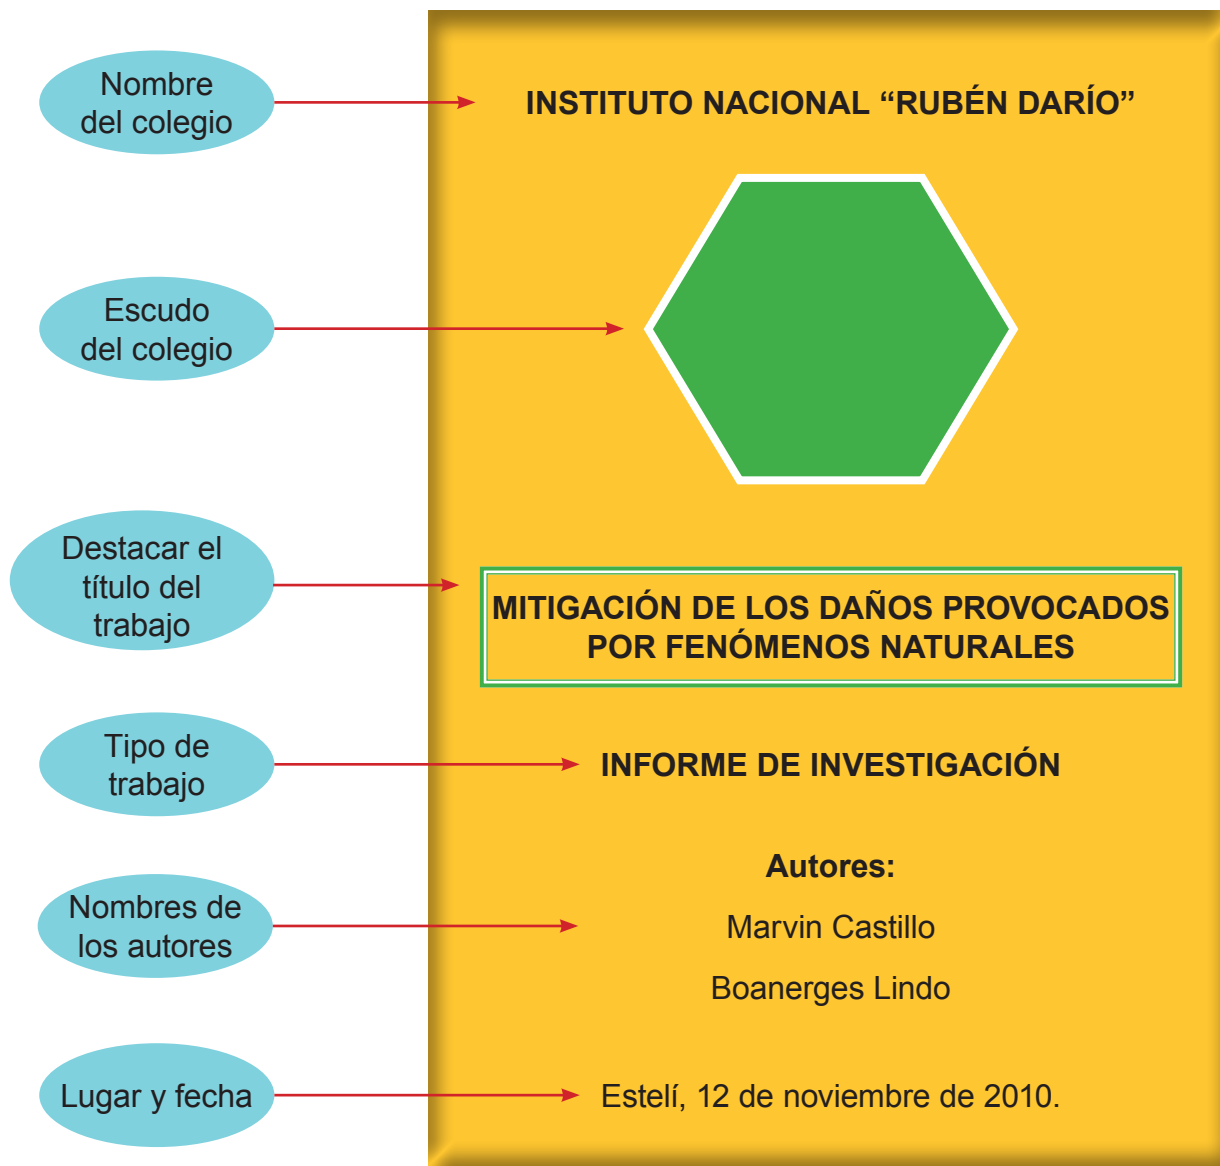 Nombre
del colegio
INSTITUTO NACIONAL “RUBÉN DARÍO”
Escudo
del colegio
Destacar el
título del
trabajo
MITIGACIÓN DE LOS DAÑOS PROVOCADOS
POR FENÓMENOS NATURALES
Tipo de
trabajo
INFORME DE INVESTIGACIÓN
Nombres de
los autores
Autores:
Marvin Castillo
Boanerges Lindo
Lugar y fecha
Estelí, 12 de noviembre de 2010.